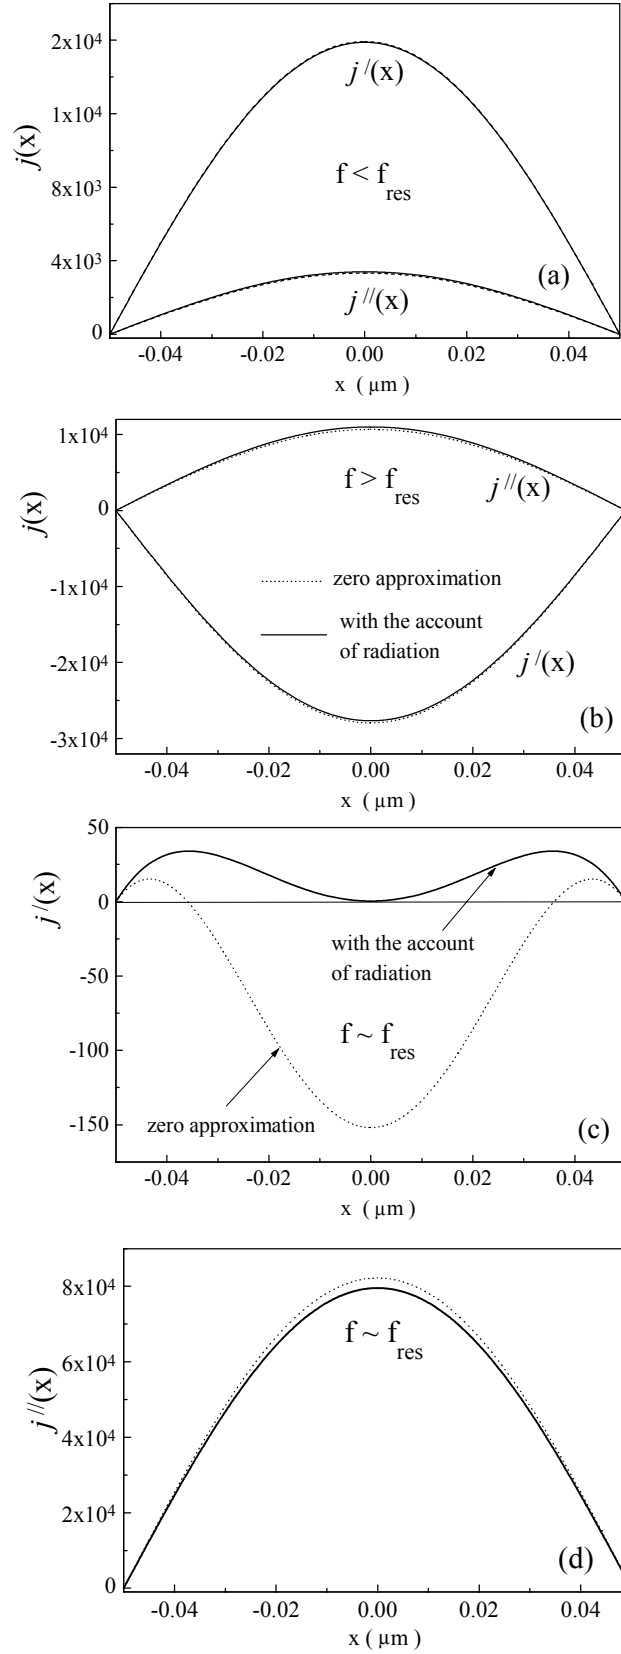 2x10⁴
1x10⁴
8x10³
4x10³
0
j(x)
j′(x)
f < f_res
j″(x)
(a)
-0.04 -0.02 0.00 0.02 0.04
x ( μm)
1x10⁴
0
-1x10⁴
-2x10⁴
-3x10⁴
j(x)
f > f_res
j″(x)
zero approximation
with the account
of radiation
j′(x)
(b)
-0.04 -0.02 0.00 0.02 0.04
x ( μm)
50
0
-50
-100
-150
j′(x)
with the account
of radiation
f ~ f_res
zero approximation
(c)
-0.04 -0.02 0.00 0.02 0.04
x ( μm)
8x10⁴
6x10⁴
4x10⁴
2x10⁴
0
j″(x)
f ~ f_res
(d)
-0.04 -0.02 0.00 0.02 0.04
x ( μm)